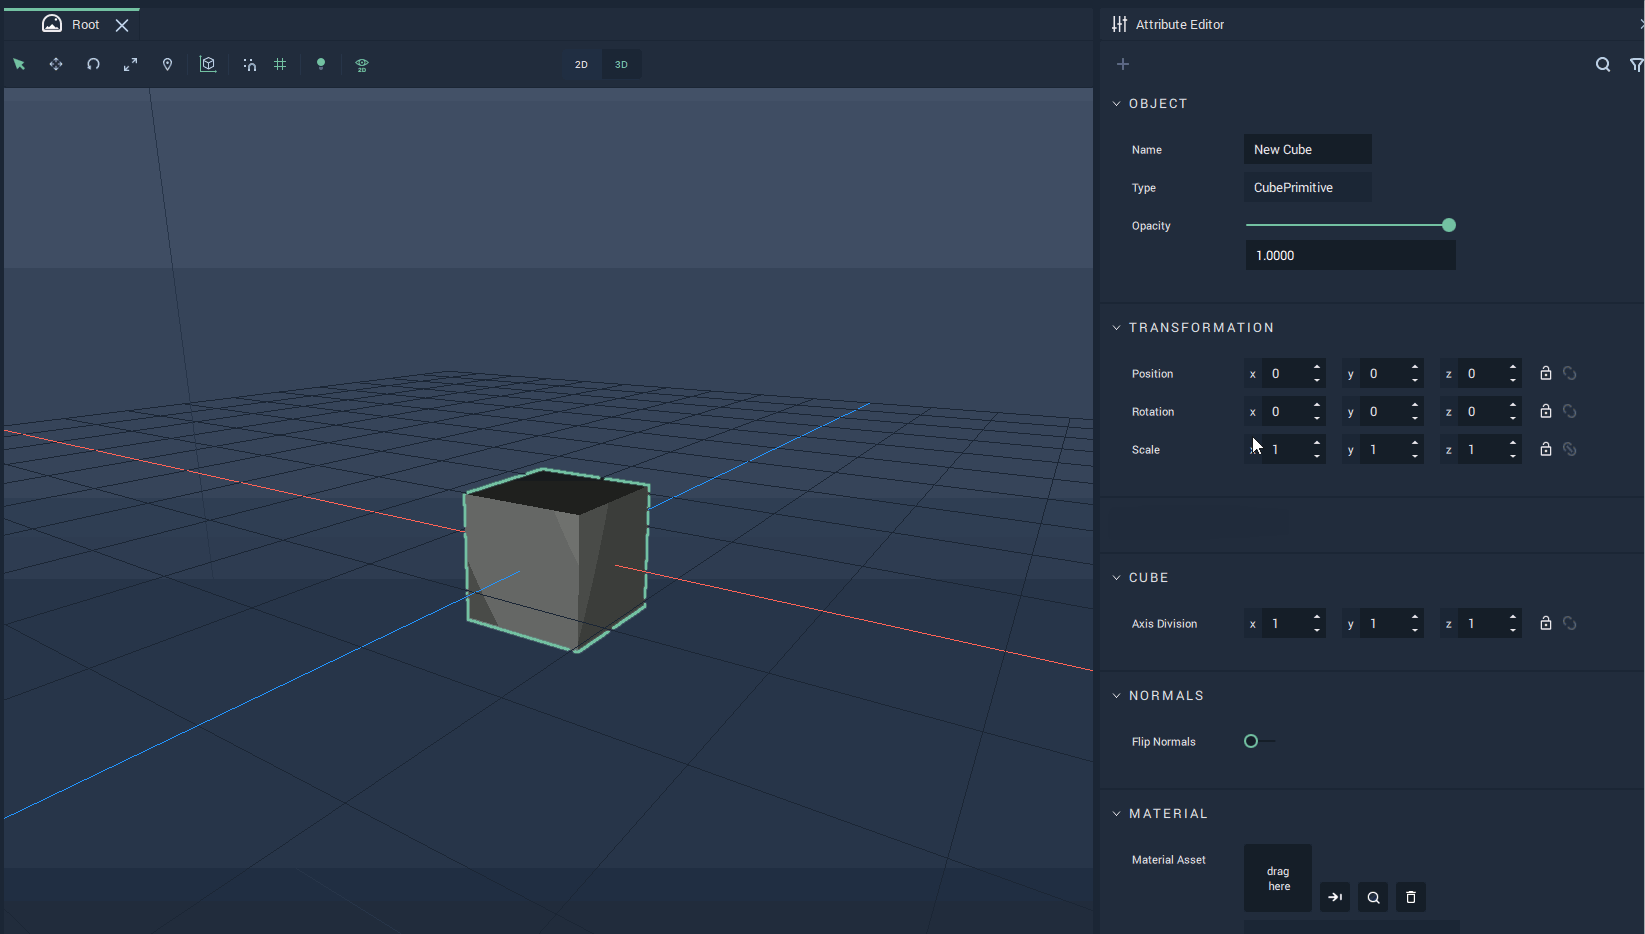 Root
Attribute Editor
2D
2D 3D
OBJECT
Name New Cube
Type CubePrimitive
Opacity
1.0000
TRANSFORMATION
Position x 0 y 0 z 0
Rotation x 0 y 0 z 0
Scale 1 y 1 z 1
CUBE
Axis Division x 1 y 1 z 1
NORMALS
Flip Normals
MATERIAL
Material Asset
drag
here